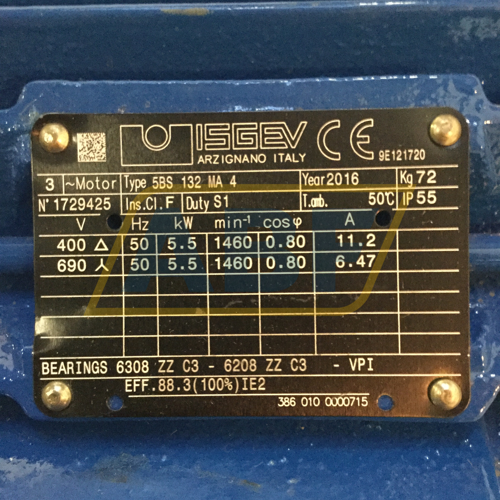 ISGEV CE
ARZIGNANO ITALY 9E121720
3 ~Motor Type 5BS 132 MA 4 Year2016 Kg 72
N° 1729425 Ins.Cl. F Duty S1 T.amb. 50°C IP 55
V Hz kW min⁻¹ cosφ A
400 △ 50 5.5 1460 0.80 11.2
690 人 50 5.5 1460 0.80 6.47
BEARINGS 6308 ZZ C3 - 6208 ZZ C3 - VPI
EFF.88.3(100%)IE2
386 010 0000715